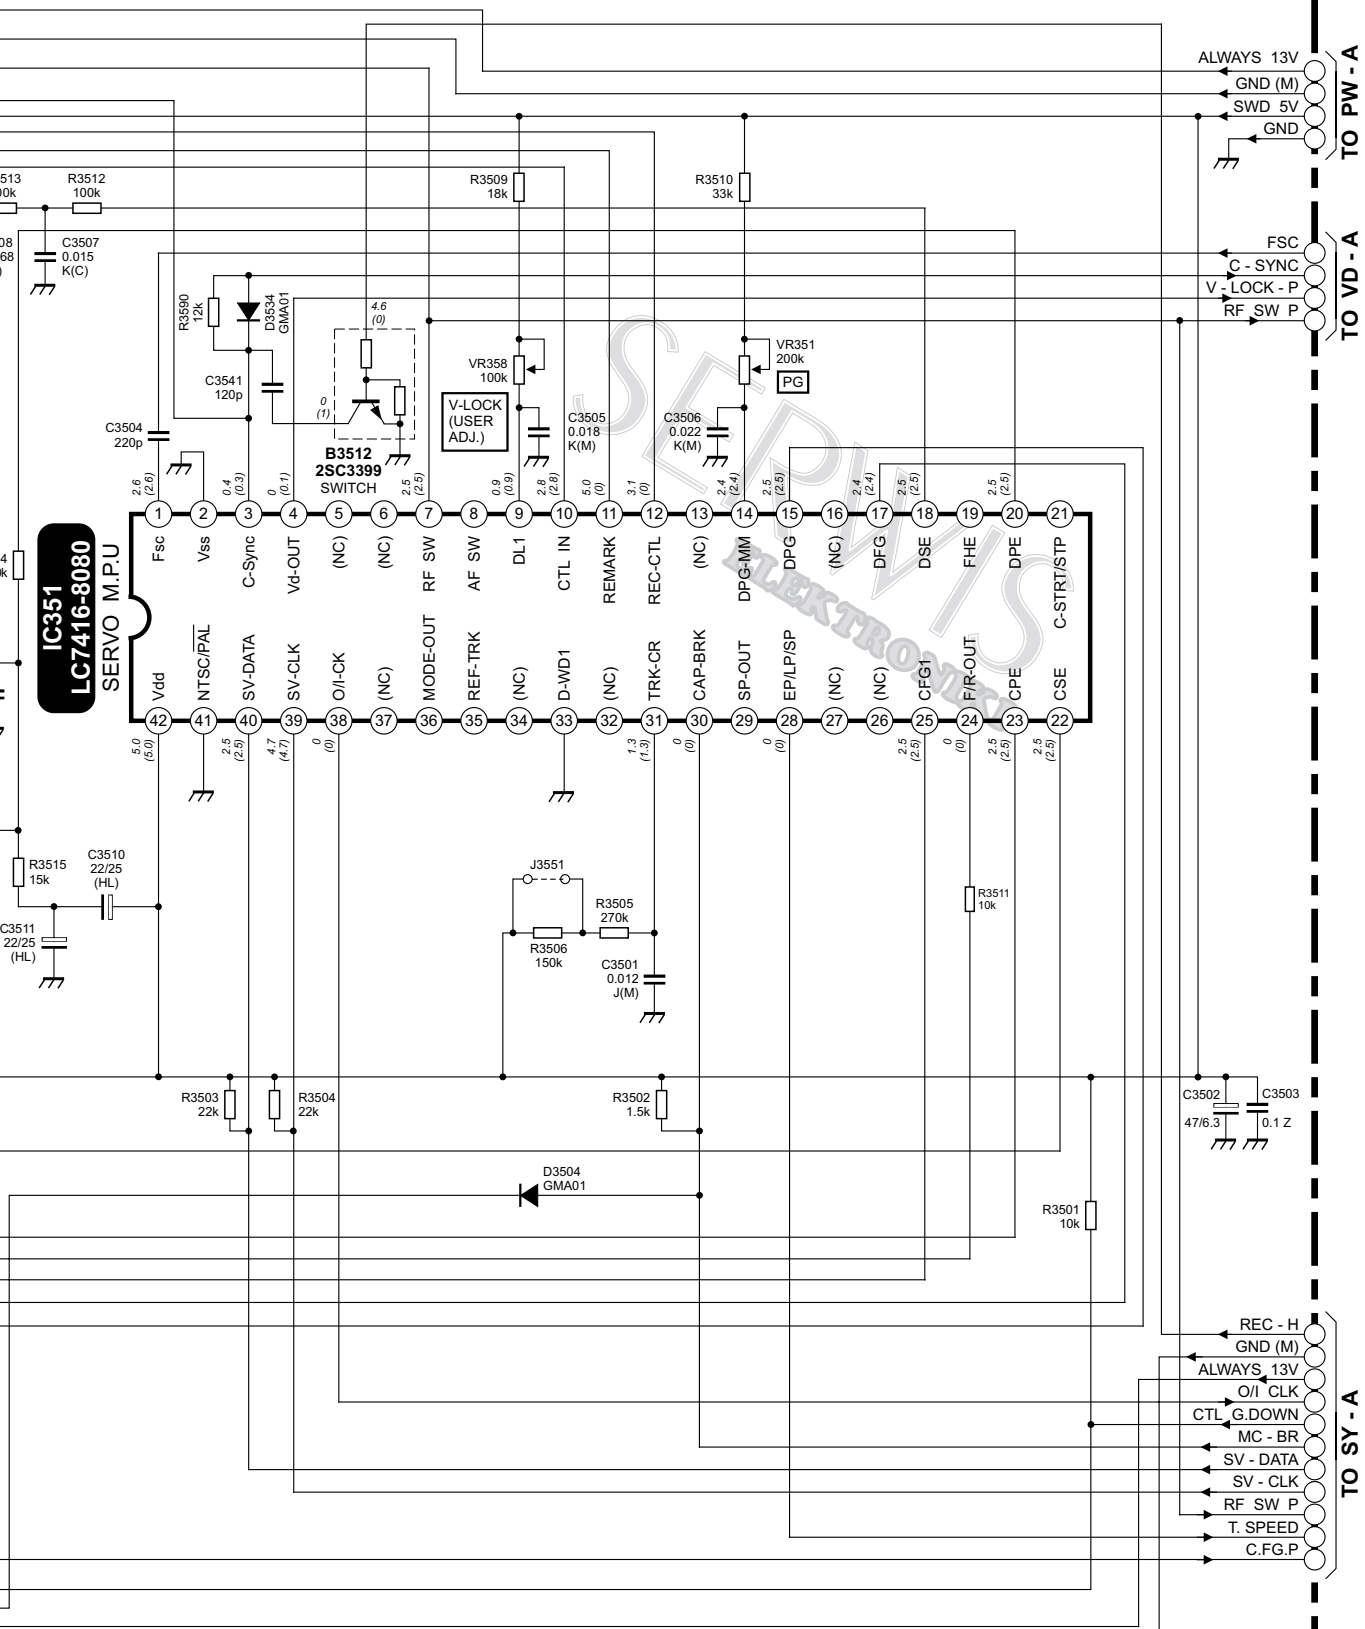 ALWAYS 13V
GND (M)
SWD 5V
GND
TO PW - A
513
00k
R3512
100k
R3509
18k
R3510
33k
08
68
)
C3507
0.015
K(C)
FSC
C - SYNC
V - LOCK - P
RF SW P
TO VD - A
R3590
12k
D3534
GMA01
4.6
(0)
C3541
120p
0
(1)
VR358
100k
VR351
200k
PG
V-LOCK
(USER
ADJ.)
C3505
0.018
K(M)
C3506
0.022
K(M)
C3504
220p
B3512
2SC3399
SWITCH
SERWIS
ELEKTRONIKI
2.6
(2.6)
0.4
(0.3)
0
(0.1)
2.5
(2.5)
0.9
(0.9)
2.8
(2.8)
5.0
(0)
3.1
(0)
2.4
(2.4)
2.5
(2.5)
2.4
(2.4)
2.5
(2.5)
2.5
(2.5)
1 2 3 4 5 6 7 8 9 10 11 12 13 14 15 16 17 18 19 20 21
Fsc
Vss
C-Sync
Vd-OUT
(NC)
(NC)
RF SW
AF SW
DL1
CTL IN
REMARK
REC-CTL
(NC)
DPG-MM
DPG
(NC)
DFG
DSE
FHE
DPE
C-STRT/STP
4
k
IC351
LC7416-8080
SERVO M.P.U
Vdd
NTSC/PAL
SV-DATA
SV-CLK
O/I-CK
(NC)
MODE-OUT
REF-TRK
(NC)
D-WD1
(NC)
TRK-CR
CAP-BRK
SP-OUT
EP/LP/SP
(NC)
(NC)
CFG1
F/R-OUT
CPE
CSE
42 41 40 39 38 37 36 35 34 33 32 31 30 29 28 27 26 25 24 23 22
5.0
(5.0)
2.5
(2.5)
4.7
(4.7)
0
(0)
1.3
(1.3)
0
(0)
0
(0)
2.5
(2.5)
0
(0)
2.5
(2.5)
2.5
(2.5)
R3515
15k
C3510
22/25
(HL)
C3511
22/25
(HL)
J3551
R3505
270k
R3506
150k
C3501
0.012
J(M)
R3511
10k
R3503
22k
R3504
22k
R3502
1.5k
C3502
47/6.3
C3503
0.1 Z
D3504
GMA01
R3501
10k
REC - H
GND (M)
ALWAYS 13V
O/I CLK
CTL G.DOWN
MC - BR
SV - DATA
SV - CLK
RF SW P
T. SPEED
C.FG.P
TO SY - A